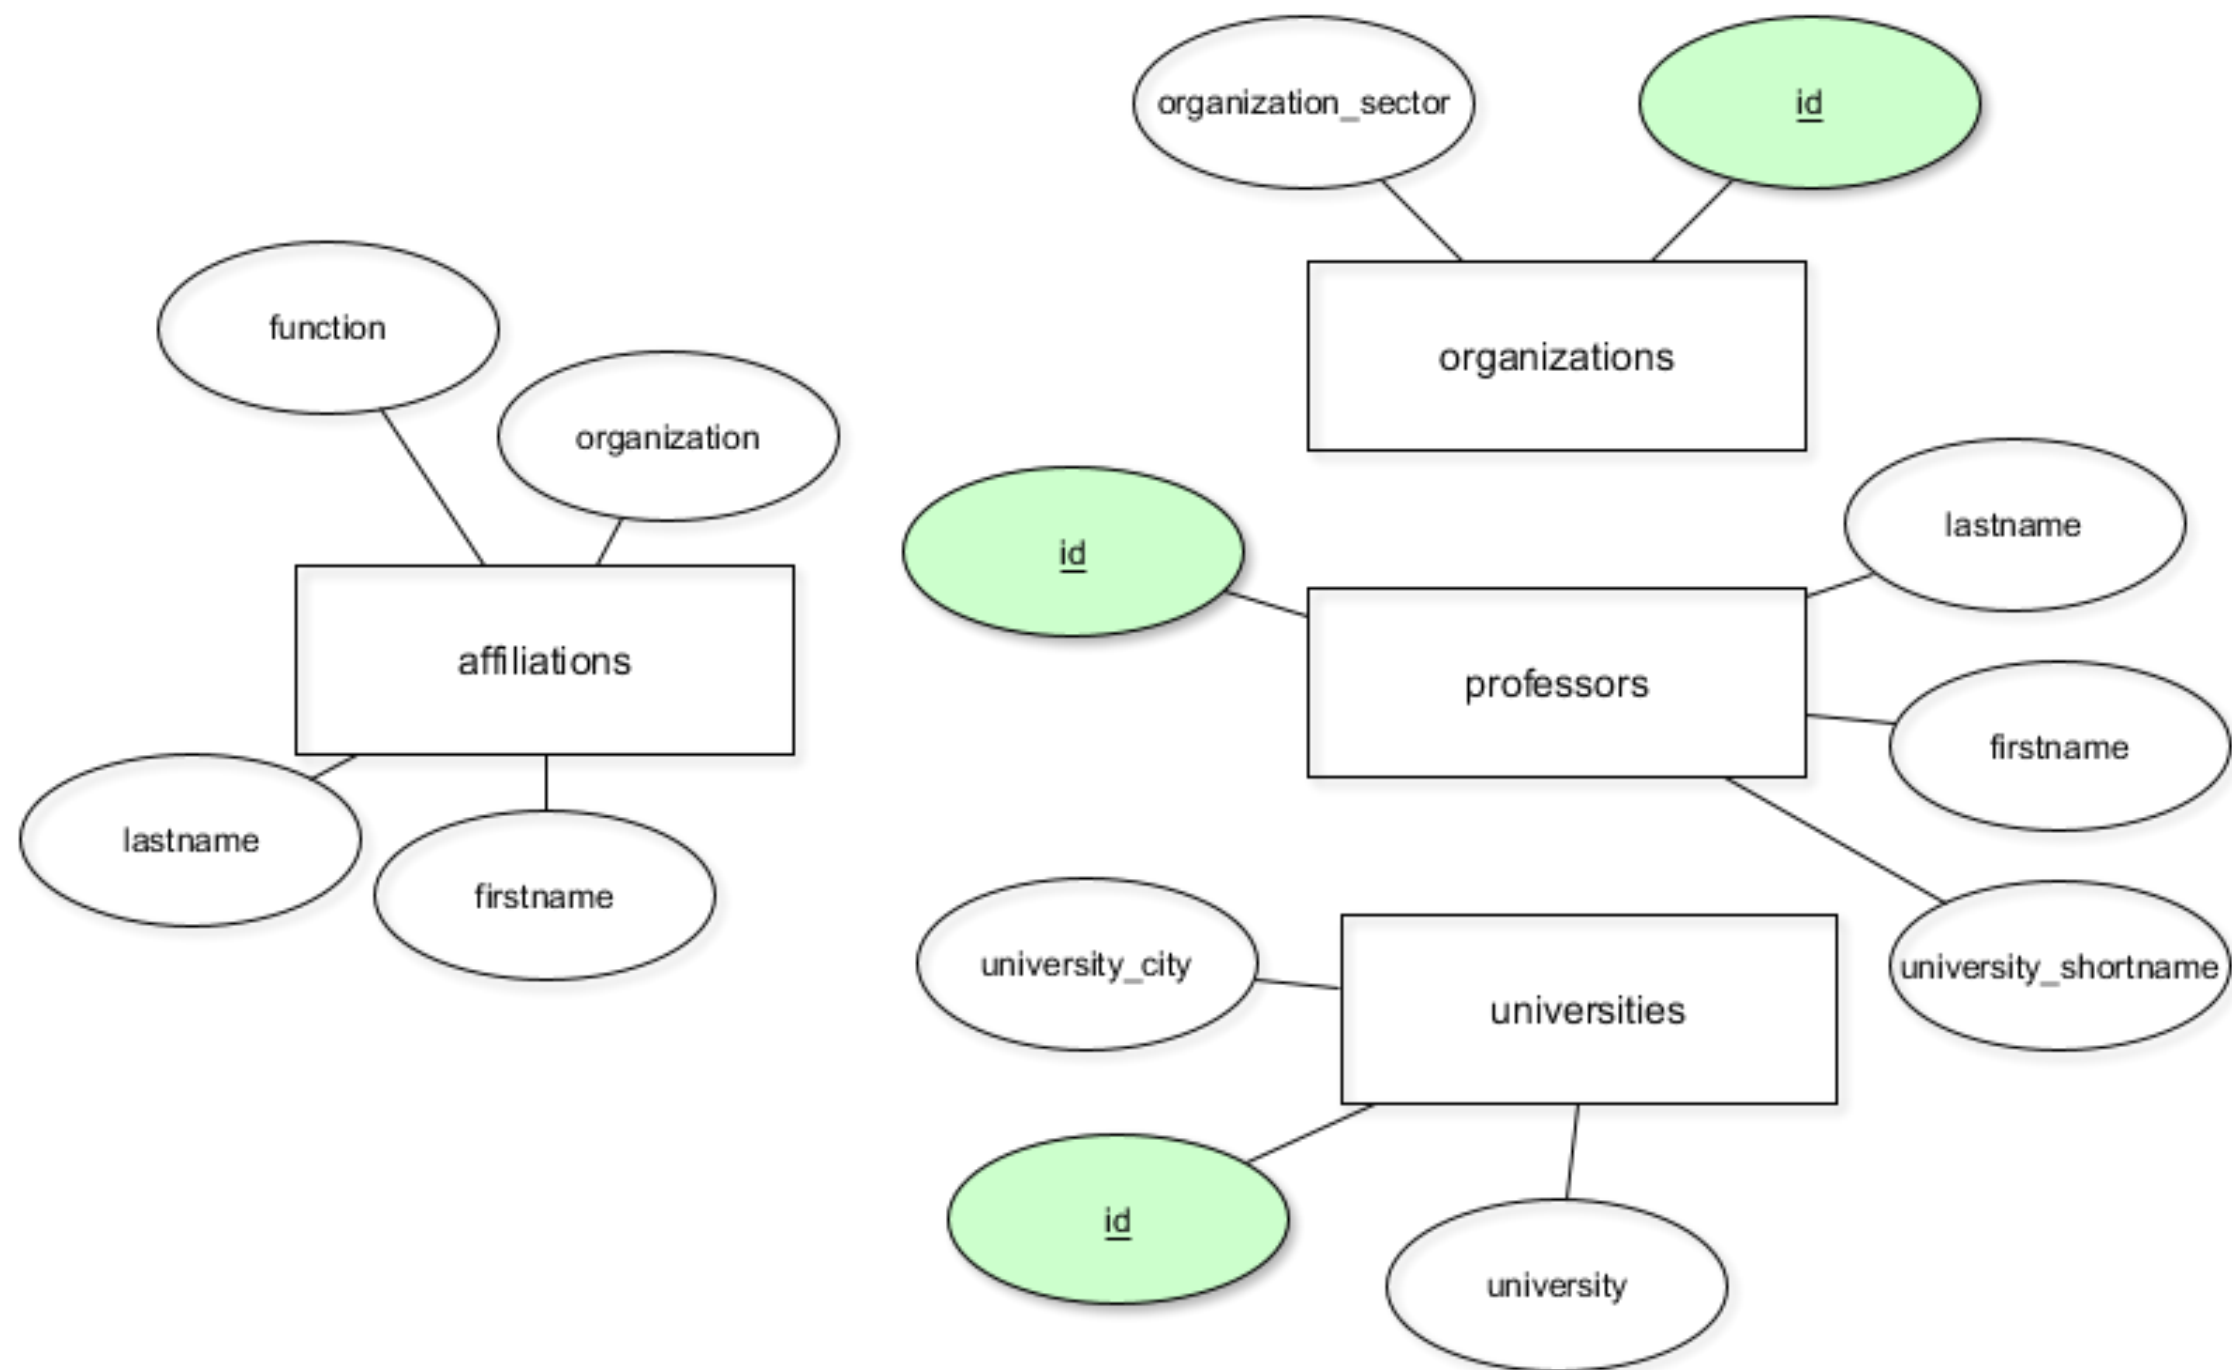 organization_sector
id
function
organizations
organization
lastname
id
affiliations
professors
firstname
lastname
firstname
university_city
university_shortname
universities
id
university